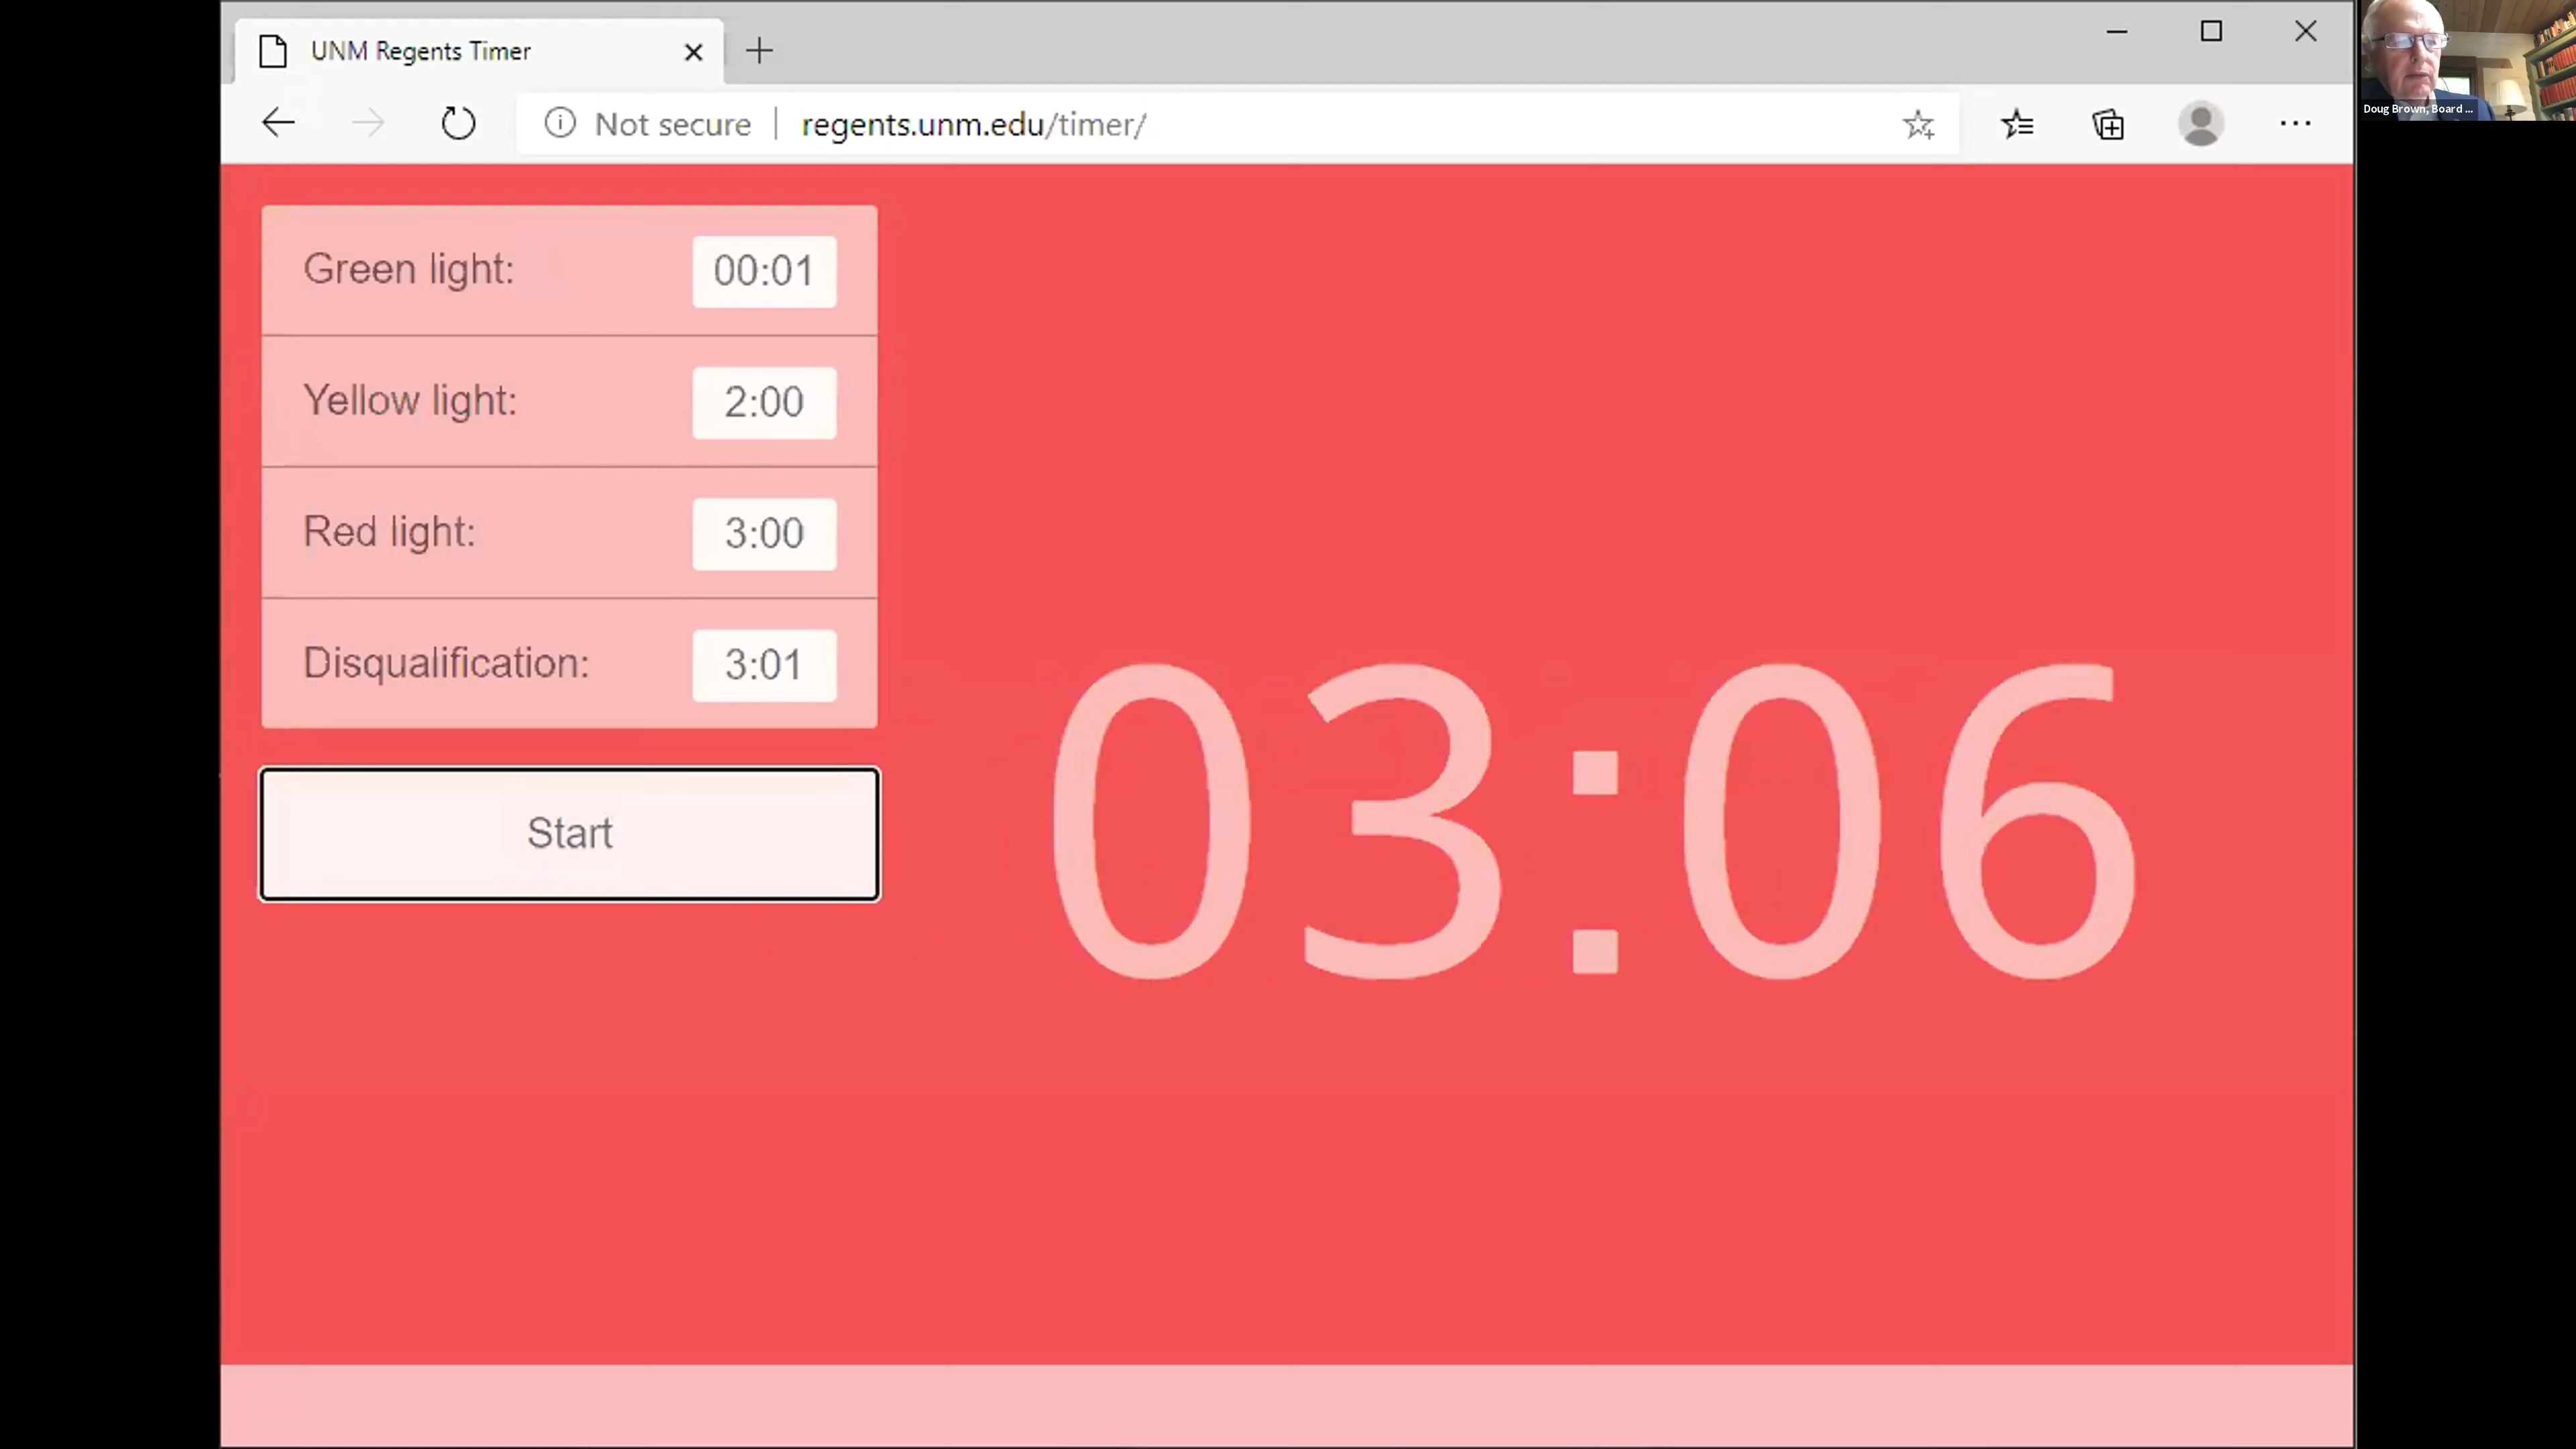 UNM Regents Timer
Not secure | regents.unm.edu/timer/
Green light: 00:01
Yellow light: 2:00
Red light: 3:00
Disqualification: 3:01
Start
03:06
Doug Brown, Board ...